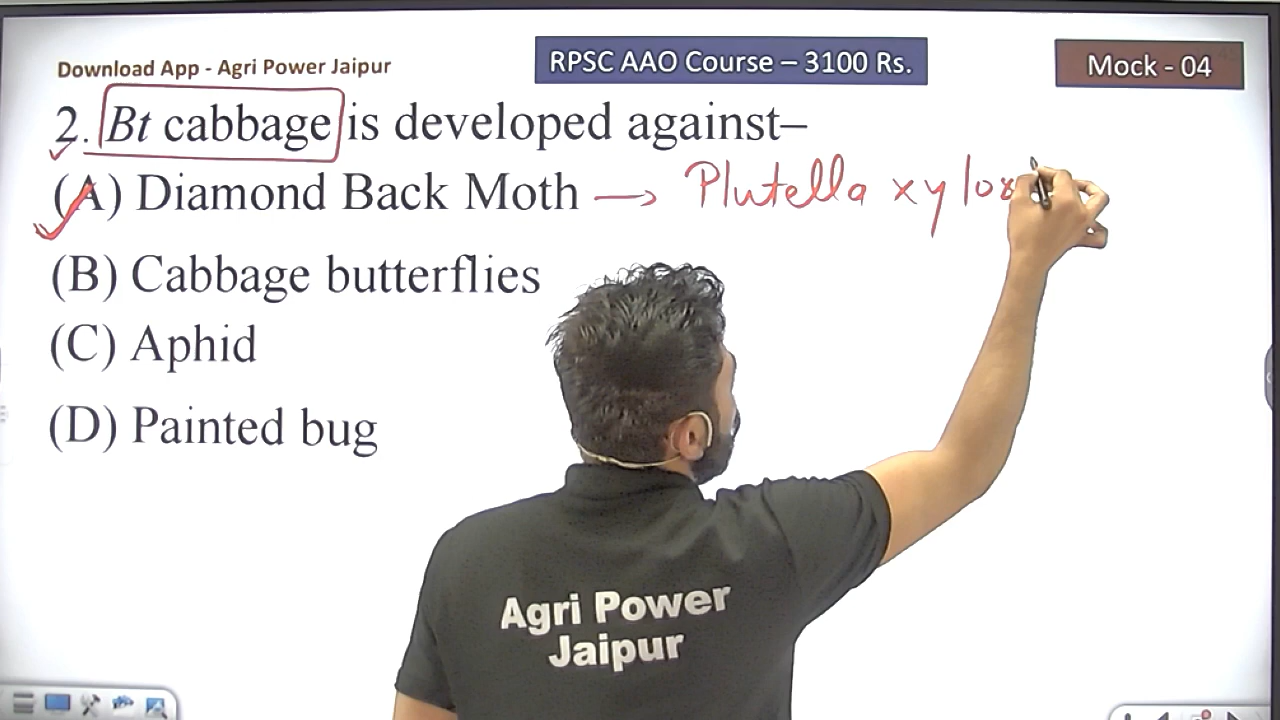 Download App - Agri Power Jaipur
RPSC AAO Course – 3100 Rs.
Mock - 04
2. Bt cabbage is developed against–
(A) Diamond Back Moth → Plutella xylos
(B) Cabbage butterflies
(C) Aphid
(D) Painted bug
Agri Power
Jaipur